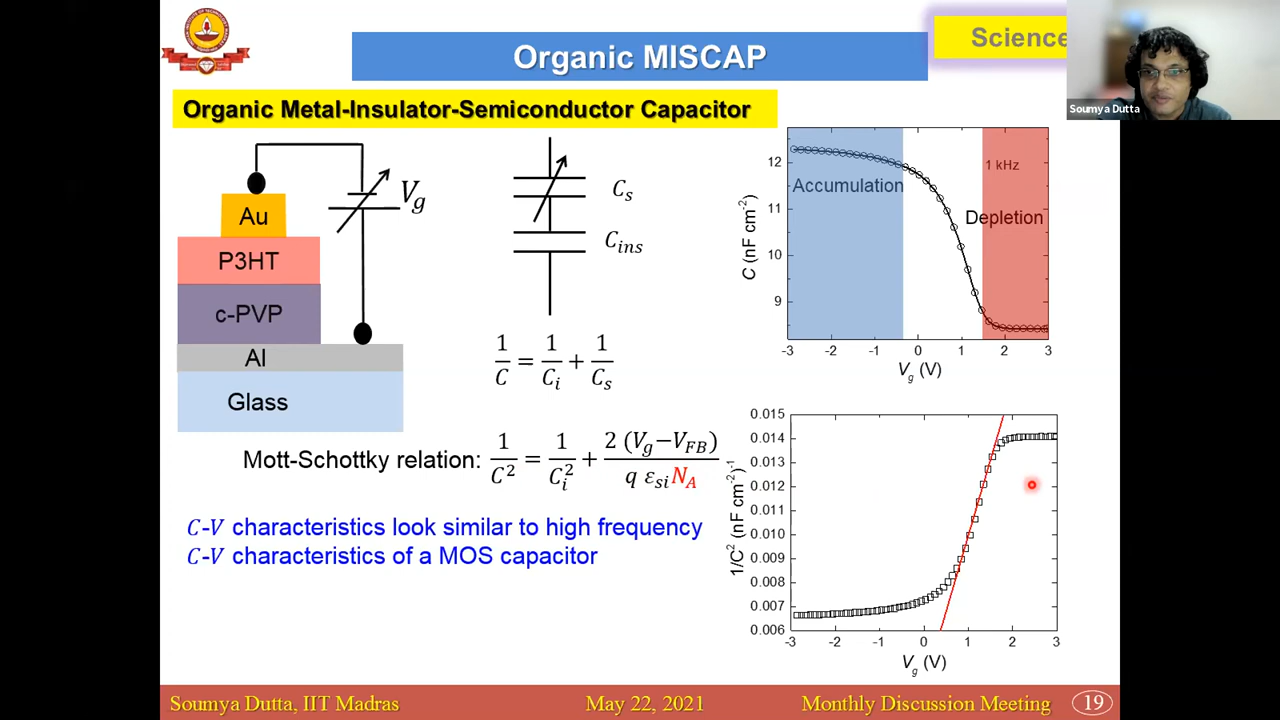 Science
Organic MISCAP
Soumya Dutta
Organic Metal-Insulator-Semiconductor Capacitor
Au
P3HT
c-PVP
Al
Glass
V_g
C_s
C_ins
1/C = 1/C_i + 1/C_s
Mott-Schottky relation: 1/C² = 1/C_i² + 2 (V_g−V_FB)/q ε_si N_A
C-V characteristics look similar to high frequency
C-V characteristics of a MOS capacitor
12
11
10
9
C (nF cm⁻²)
Accumulation
1 kHz
Depletion
-3 -2 -1 0 1 2 3
V_g (V)
0.015
0.014
0.013
0.012
0.011
0.010
0.009
0.008
0.007
0.006
1/C² (nF cm⁻²)⁻¹
-3 -2 -1 0 1 2 3
V_g (V)
Soumya Dutta, IIT Madras May 22, 2021 Monthly Discussion Meeting 19